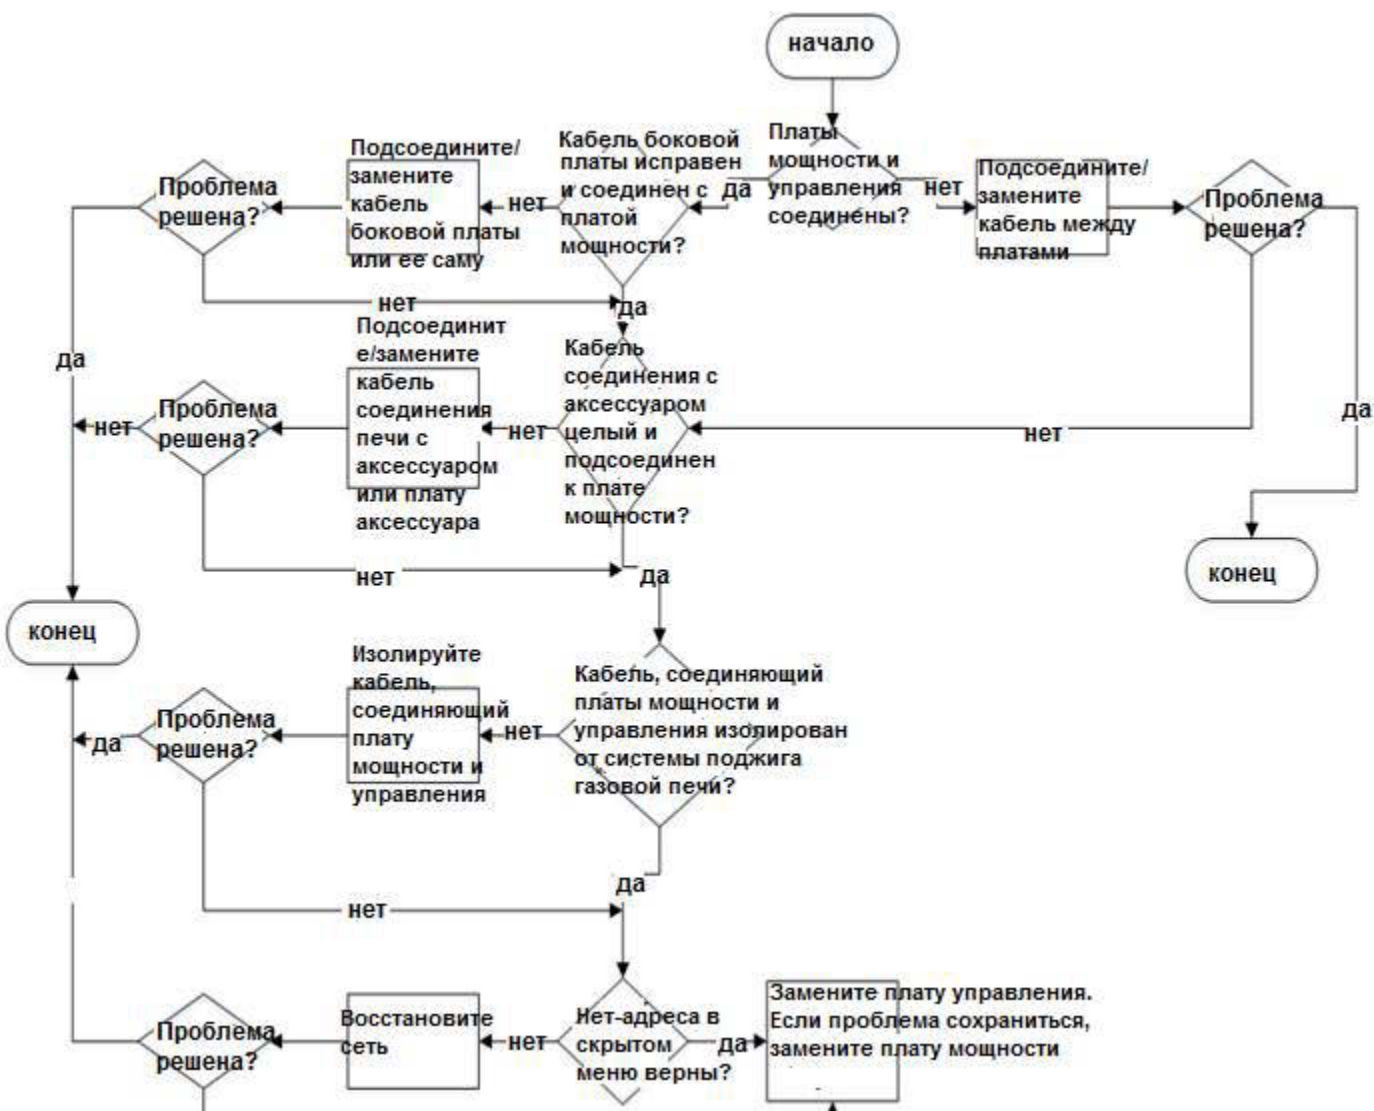 начало
Платы
мощности и
управления
соединены?
да
нет
Кабель боковой
платы исправен
и соединен с
платой
мощности?
нет
Подсоедините/
замените
кабель
боковой платы
или ее саму
Проблема
решена?
Подсоедините/
замените
кабель между
платами
Проблема
решена?
нет
да
да
Подсоединит
е/замените
кабель
соединения
печи с
аксессуаром
или плату
аксессуара
Кабель
соединения с
аксессуаром
целый и
подсоединен
к плате
мощности?
нет
Проблема
решена?
нет
нет
да
нет
да
конец
конец
Изолируйте
кабель,
соединяющий
плату
мощности и
управления
Кабель, соединяющий
платы мощности и
управления изолирован
от системы поджига
газовой печи?
нет
Проблема
решена?
да
да
нет
Нет-адреса в
скрытом
меню верны?
нет
да
Восстановите
сеть
Проблема
решена?
Замените плату управления.
Если проблема сохраниться,
замените плату мощности